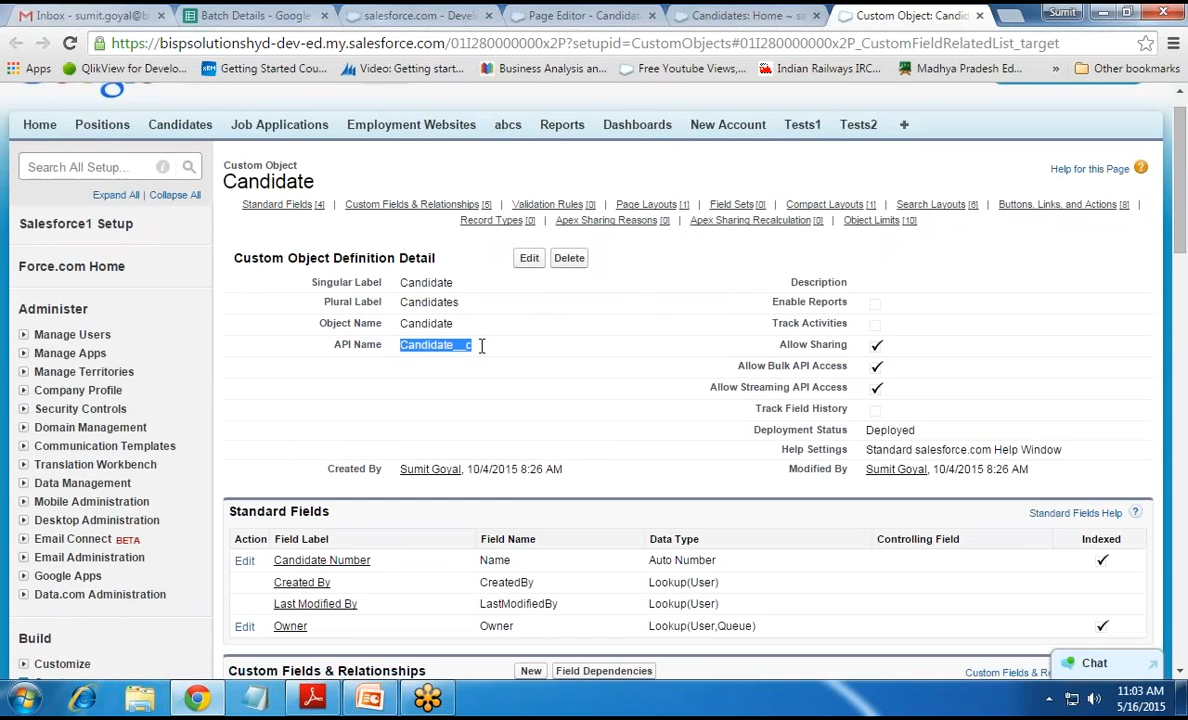 Inbox - sumit.goyal@b
Batch Details - Google
salesforce.com - Devel
Page Editor - Candidat
Candidates: Home ~ sa
Custom Object: Candid
Sumit
https://bispsolutionshyd-dev-ed.my.salesforce.com/01I280000000x2P?setupid=CustomObjects#01I280000000x2P_CustomFieldRelatedList_target
Apps
QlikView for Develo...
Getting Started Cou...
Video: Getting start...
Business Analysis an...
Free Youtube Views,...
Indian Railways IRC...
Madhya Pradesh Ed...
»
Other bookmarks
Home
Positions
Candidates
Job Applications
Employment Websites
abcs
Reports
Dashboards
New Account
Tests1
Tests2
+
Search All Setup...
Expand All | Collapse All
Salesforce1 Setup
Force.com Home
Administer
Manage Users
Manage Apps
Manage Territories
Company Profile
Security Controls
Domain Management
Communication Templates
Translation Workbench
Data Management
Mobile Administration
Desktop Administration
Email Connect BETA
Email Administration
Google Apps
Data.com Administration
Build
Customize
Custom Object
Candidate
Help for this Page ?
Standard Fields [4] | Custom Fields & Relationships [5] | Validation Rules [0] | Page Layouts [1] | Field Sets [0] | Compact Layouts [1] | Search Layouts [6] | Buttons, Links, and Actions [8] |
Record Types [0] | Apex Sharing Reasons [0] | Apex Sharing Recalculation [0] | Object Limits [10]
Custom Object Definition Detail
Edit
Delete
Singular Label Candidate
Description
Plural Label Candidates
Enable Reports
Object Name Candidate
Track Activities
API Name Candidate__c
Allow Sharing
Allow Bulk API Access
Allow Streaming API Access
Track Field History
Deployment Status Deployed
Help Settings Standard salesforce.com Help Window
Created By Sumit Goyal, 10/4/2015 8:26 AM
Modified By Sumit Goyal, 10/4/2015 8:26 AM
Standard Fields
Standard Fields Help ?
Action Field Label Field Name Data Type Controlling Field Indexed
Edit Candidate Number Name Auto Number
Created By CreatedBy Lookup(User)
Last Modified By LastModifiedBy Lookup(User)
Edit Owner Owner Lookup(User,Queue)
Custom Fields & Relationships
New
Field Dependencies
Custom Fields & Re
Chat
11:03 AM
5/16/2015